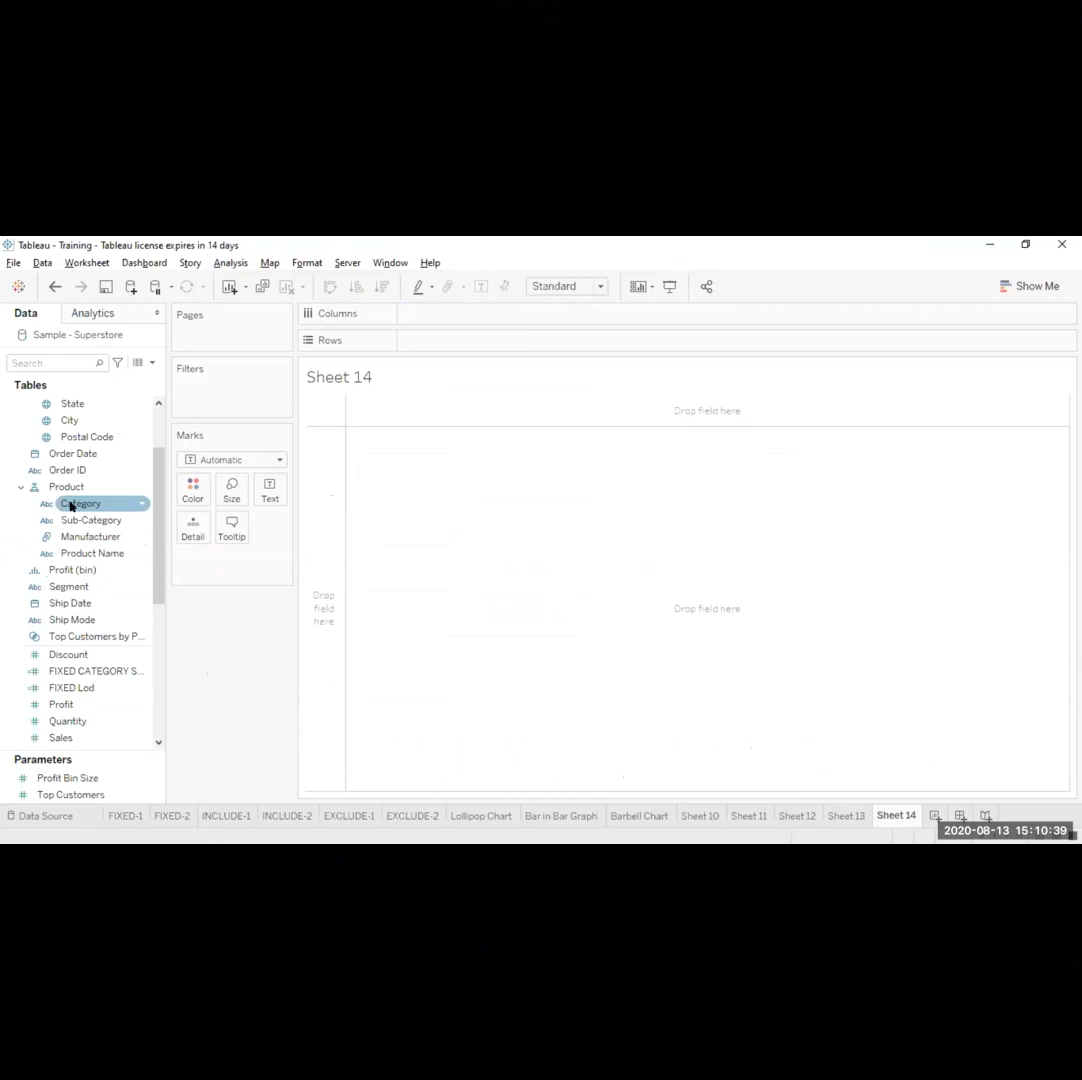 Tableau - Training - Tableau license expires in 14 days
File Data Worksheet Dashboard Story Analysis Map Format Server Window Help
Standard
Show Me
Data Analytics
Pages
Columns
Sample - Superstore
Rows
Search
Filters
Sheet 14
Tables
State
Drop field here
City
Postal Code
Marks
Order Date
Automatic
Abc Order ID
Product
Color Size Text
Abc Category
Abc Sub-Category
Manufacturer
Detail Tooltip
Abc Product Name
Profit (bin)
Abc Segment
Drop
field
here
Drop field here
Ship Date
Abc Ship Mode
Top Customers by P...
Discount
FIXED CATEGORY S...
FIXED Lod
Profit
Quantity
Sales
Parameters
Profit Bin Size
Top Customers
Data Source FIXED-1 FIXED-2 INCLUDE-1 INCLUDE-2 EXCLUDE-1 EXCLUDE-2 Lollipop Chart Bar in Bar Graph Barbell Chart Sheet 10 Sheet 11 Sheet 12 Sheet 13 Sheet 14
2020-08-13 15:10:39